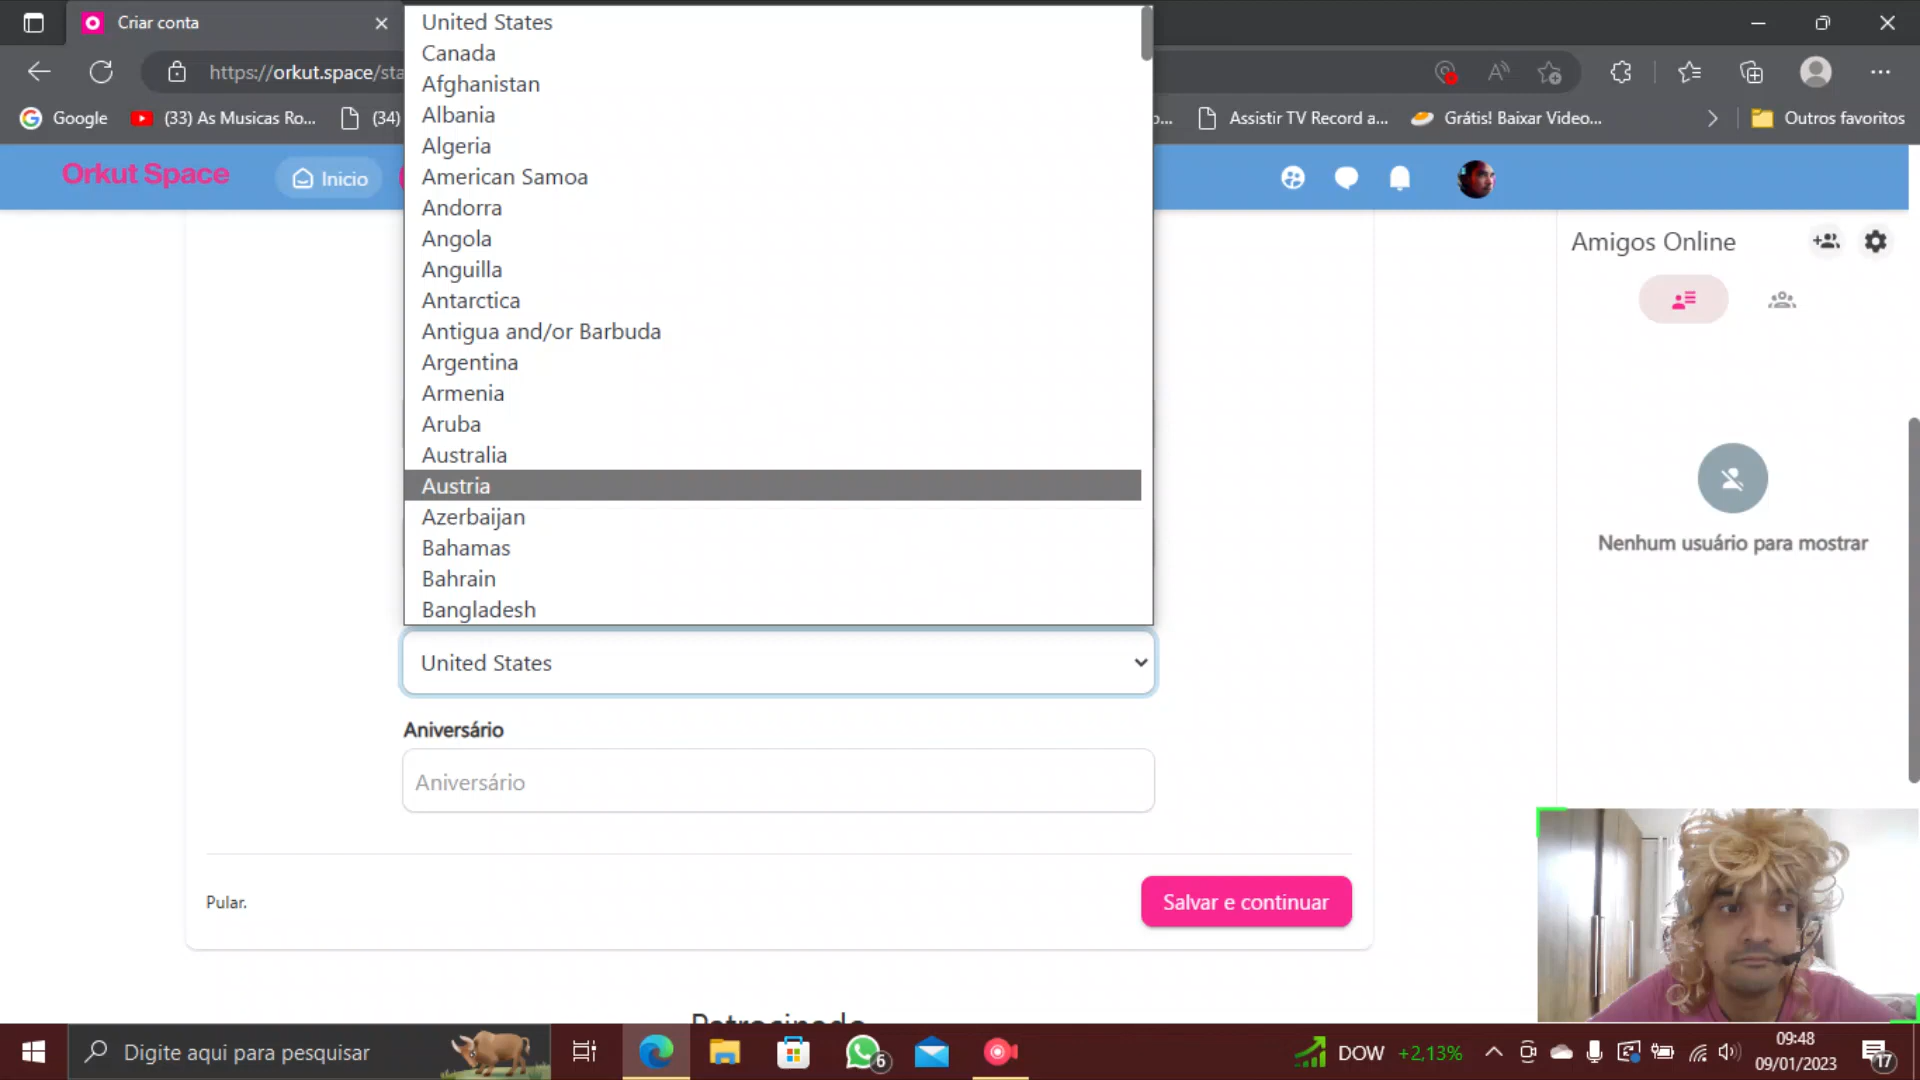 Criar conta
https://orkut.space/sta
Google
(33) As Musicas Ro...
(34)
o...
Assistir TV Record a...
Grátis! Baixar Video...
Outros favoritos
Orkut Space
Inicio
United States
Canada
Afghanistan
Albania
Algeria
American Samoa
Andorra
Angola
Anguilla
Antarctica
Antigua and/or Barbuda
Argentina
Armenia
Aruba
Australia
Austria
Azerbaijan
Bahamas
Bahrain
Bangladesh
United States
Aniversário
Aniversário
Pular.
Salvar e continuar
Amigos Online
Nenhum usuário para mostrar
Patrocinado
Digite aqui para pesquisar
6
DOW +2,13%
09:48
09/01/2023
17